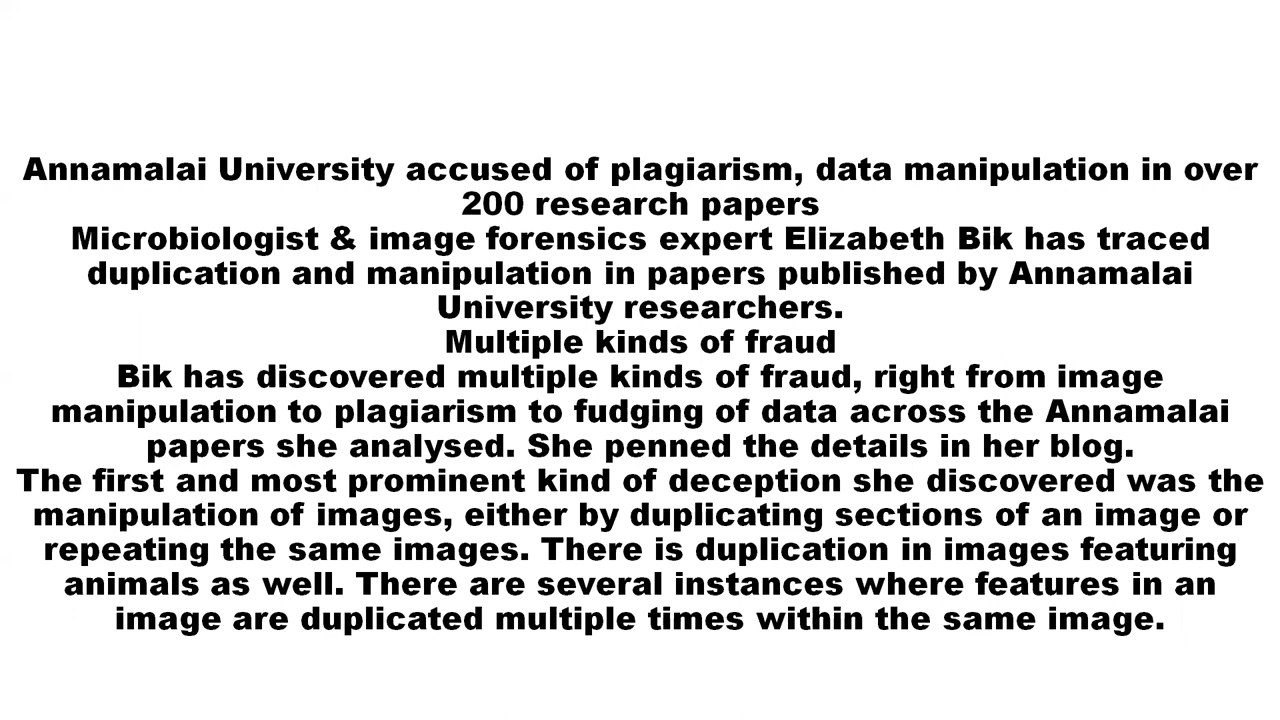 Annamalai University accused of plagiarism, data manipulation in over
200 research papers
Microbiologist & image forensics expert Elizabeth Bik has traced
duplication and manipulation in papers published by Annamalai
University researchers.
Multiple kinds of fraud
Bik has discovered multiple kinds of fraud, right from image
manipulation to plagiarism to fudging of data across the Annamalai
papers she analysed. She penned the details in her blog.
The first and most prominent kind of deception she discovered was the
manipulation of images, either by duplicating sections of an image or
repeating the same images. There is duplication in images featuring
animals as well. There are several instances where features in an
image are duplicated multiple times within the same image.